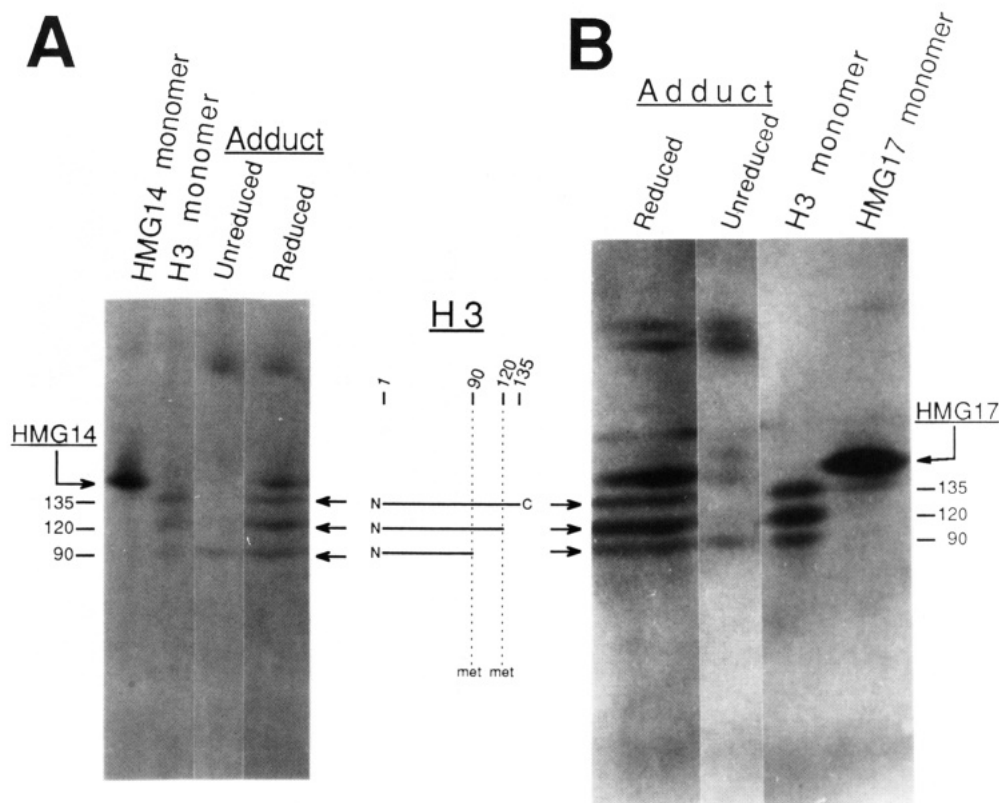 A
HMG14 monomer
H3 monomer
Adduct
Unreduced
Reduced
HMG14
135
120
90
H3
1
90
120
135
N
C
N
N
met
met
B
Adduct
Reduced
Unreduced
H3 monomer
HMG17 monomer
HMG17
135
120
90